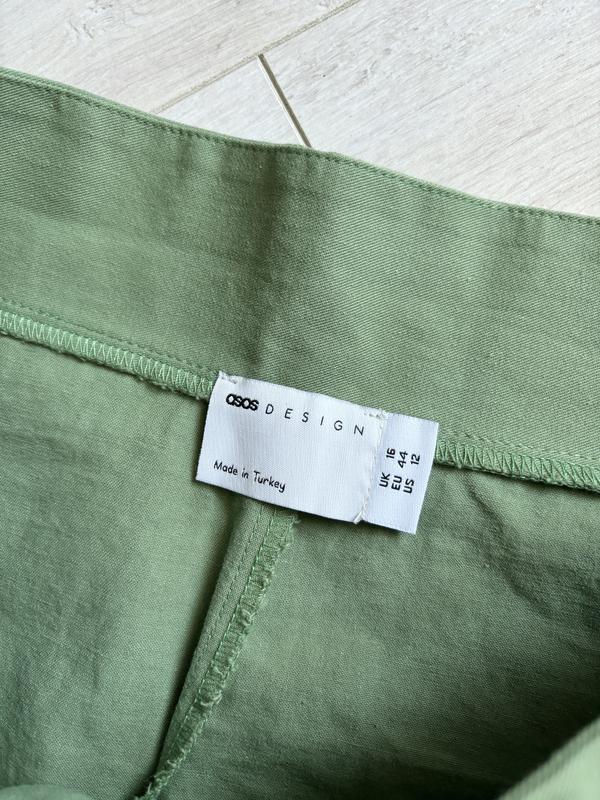 asos DESIGN
Made in Turkey
UK 16
EU 44
US 12